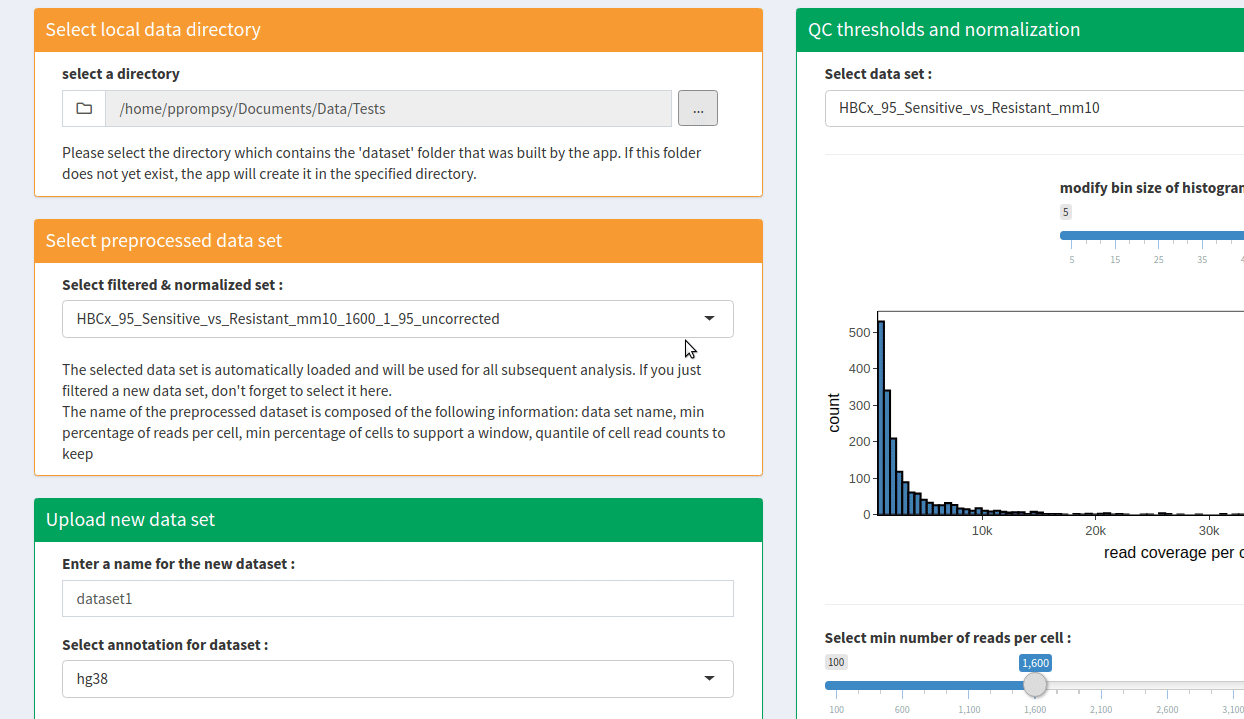 Select local data directory
select a directory
/home/pprompsy/Documents/Data/Tests
...
Please select the directory which contains the 'dataset' folder that was built by the app. If this folder
does not yet exist, the app will create it in the specified directory.
Select preprocessed data set
Select filtered & normalized set :
HBCx_95_Sensitive_vs_Resistant_mm10_1600_1_95_uncorrected
The selected data set is automatically loaded and will be used for all subsequent analysis. If you just
filtered a new data set, don't forget to select it here.
The name of the preprocessed dataset is composed of the following information: data set name, min
percentage of reads per cell, min percentage of cells to support a window, quantile of cell read counts to
keep
Upload new data set
Enter a name for the new dataset :
dataset1
Select annotation for dataset :
hg38
QC thresholds and normalization
Select data set :
HBCx_95_Sensitive_vs_Resistant_mm10
modify bin size of histogram
5
5 15 25 35 4
500
400
300
200
100
0
count
10k 20k 30k
read coverage per c
Select min number of reads per cell :
100 1,600
100 600 1,100 1,600 2,100 2,600 3,100